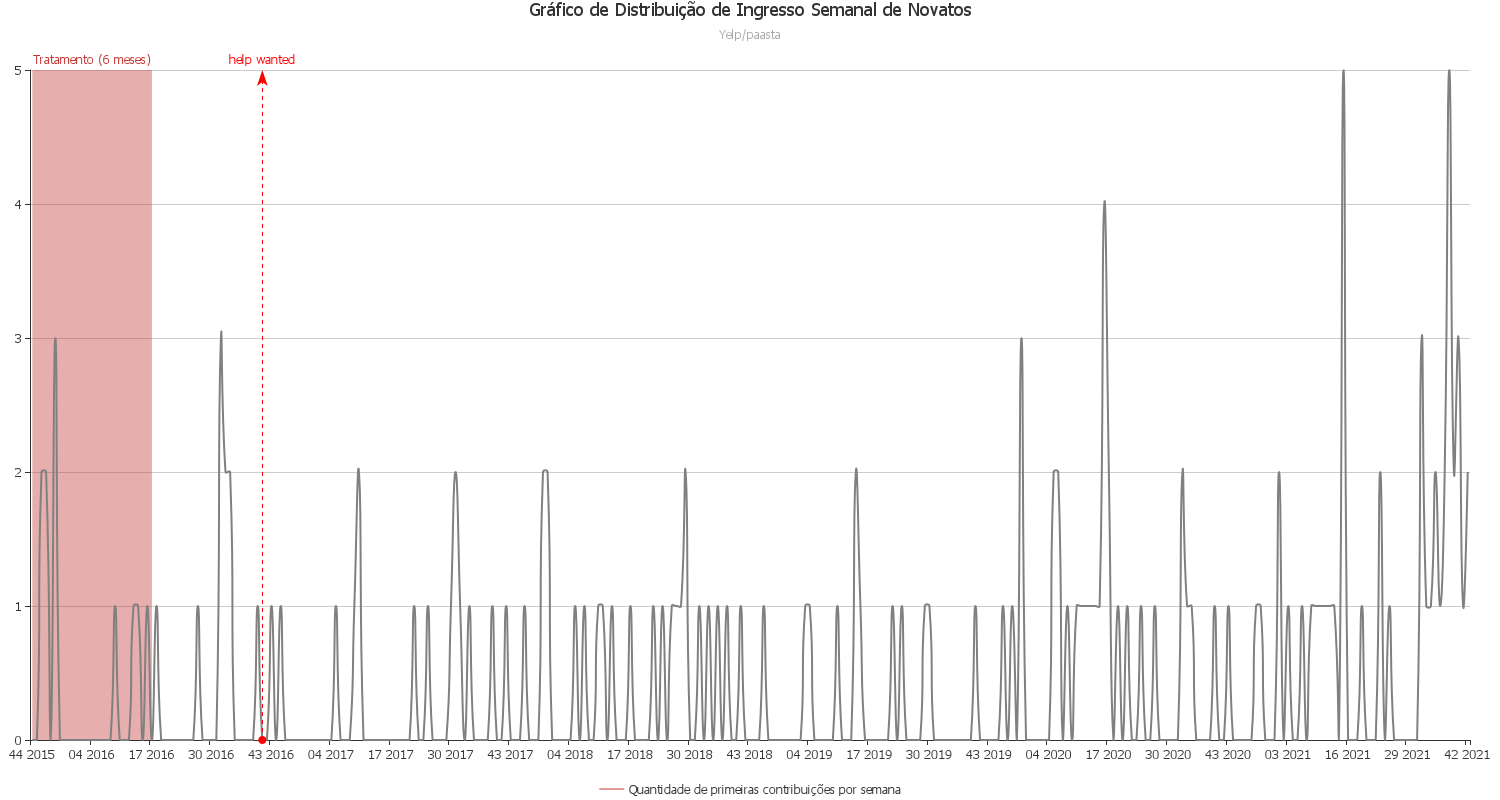 Gráfico de Distribuição de Ingresso Semanal de Novatos
Yelp/paasta
Tratamento (6 meses)
help wanted
5
4
3
2
1
0
44 2015 04 2016 17 2016 30 2016 43 2016 04 2017 17 2017 30 2017 43 2017 04 2018 17 2018 30 2018 43 2018 04 2019 17 2019 30 2019 43 2019 04 2020 17 2020 30 2020 43 2020 03 2021 16 2021 29 2021 42 2021
Quantidade de primeiras contribuições por semana